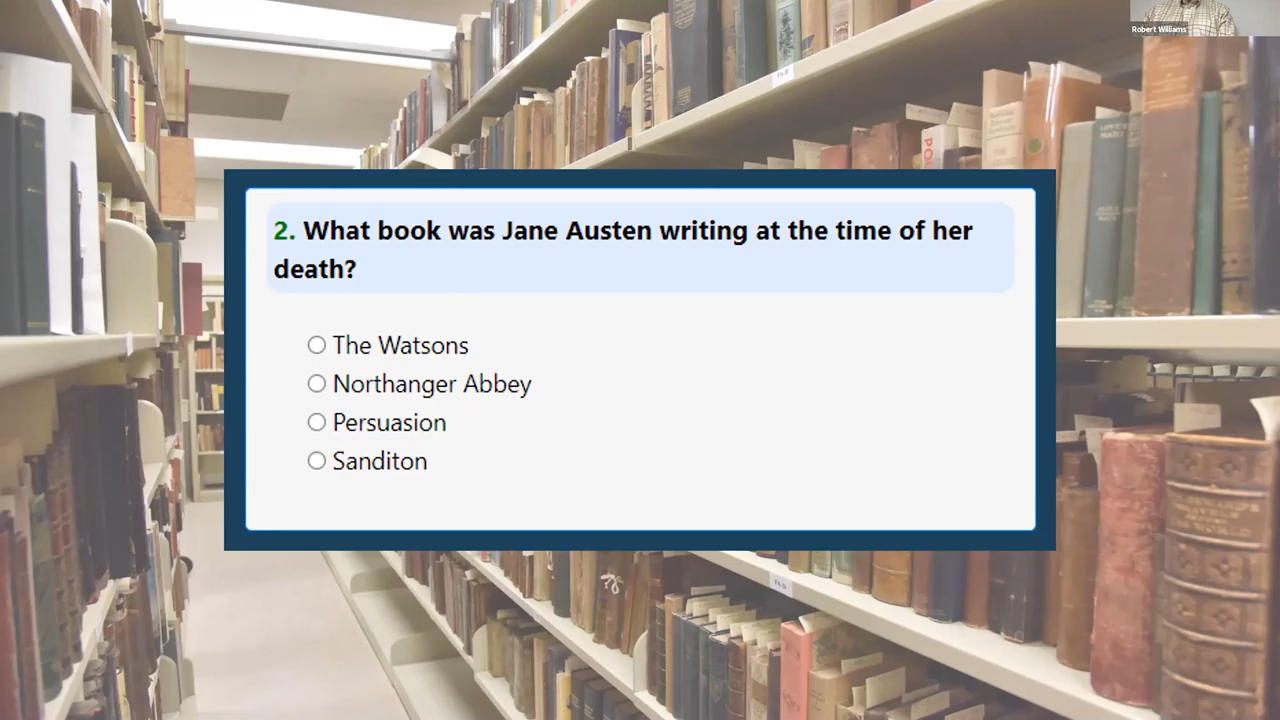 Robert Williams
2. What book was Jane Austen writing at the time of her
death?
The Watsons
Northanger Abbey
Persuasion
Sanditon